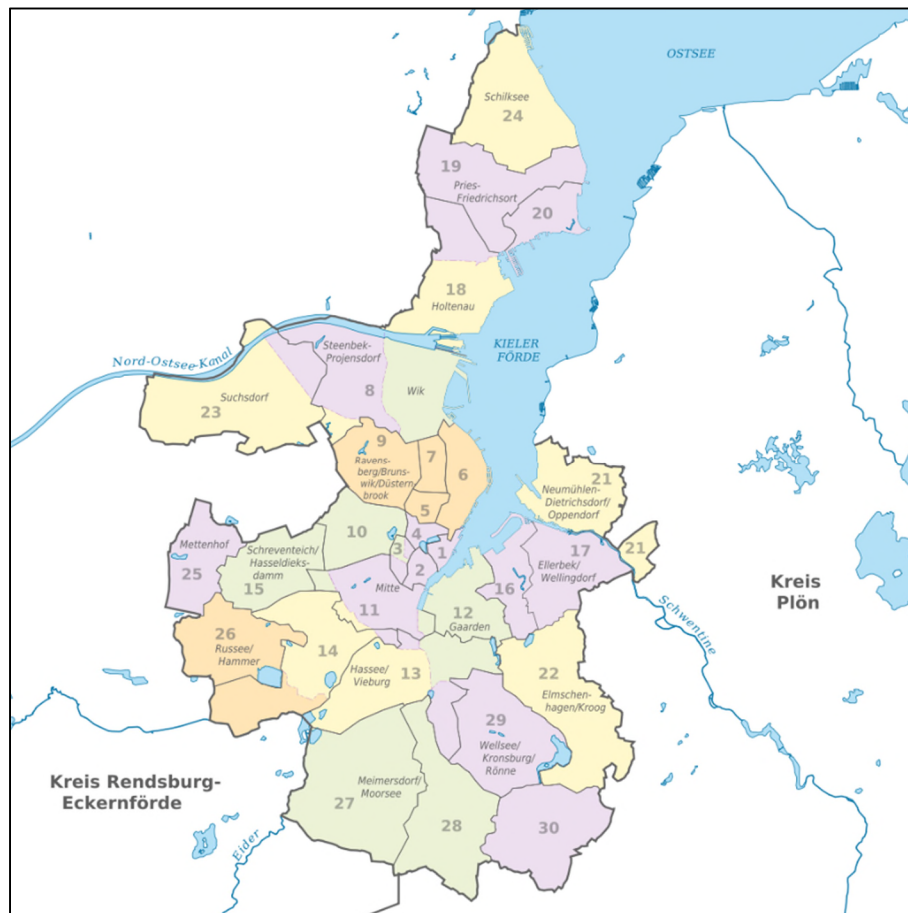 OSTSEE
Schilksee
24
19
Pries-
Friedrichsort
20
18
Holtenau
KIELER
FÖRDE
Nord-Ostsee-Kanal
Steenbek-
Projensdorf
8
Wik
Suchsdorf
23
9
Ravens-
berg/Bruns-
wik/Düstern-
brook
7
6
5
21
Neumühlen-
Dietrichsdorf/
Oppendorf
10
4
3
1
2
Mettenhof
25
Schreventeich/
Hasseldieks-
damm
15
17
Ellerbek/
Wellingdorf
21
16
Mitte
11
12
Gaarden
Kreis
Plön
Schwentine
26
Russee/
Hammer
14
Hassee/
Vieburg
13
22
Elmschen-
hagen/Kroog
29
Wellsee/
Kronsburg/
Rönne
Kreis Rendsburg-
Eckernförde
Meimersdorf/
Moorsee
27
28
30
Eider